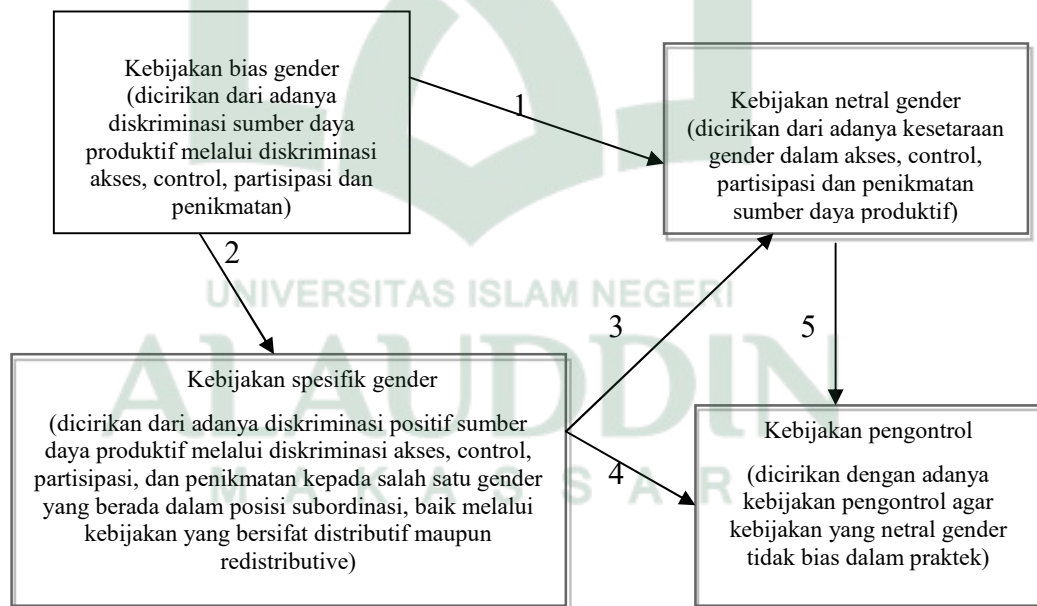 Kebijakan bias gender
(dicirikan dari adanya
diskriminasi sumber daya
produktif melalui diskriminasi
akses, control, partisipasi dan
penikmatan)
1
Kebijakan netral gender
(dicirikan dari adanya kesetaraan
gender dalam akses, control,
partisipasi dan penikmatan
sumber daya produktif)
2
UNIVERSITAS ISLAM NEGERI
3
5
ALAUDDIN
Kebijakan spesifik gender
(dicirikan dari adanya diskriminasi positif sumber
daya produktif melalui diskriminasi akses, control,
partisipasi, dan penikmatan kepada salah satu gender
yang berada dalam posisi subordinasi, baik melalui
kebijakan yang bersifat distributif maupun
redistributive)
4
MAKASSAR
Kebijakan pengontrol
(dicirikan dengan adanya
kebijakan pengontrol agar
kebijakan yang netral gender
tidak bias dalam praktek)